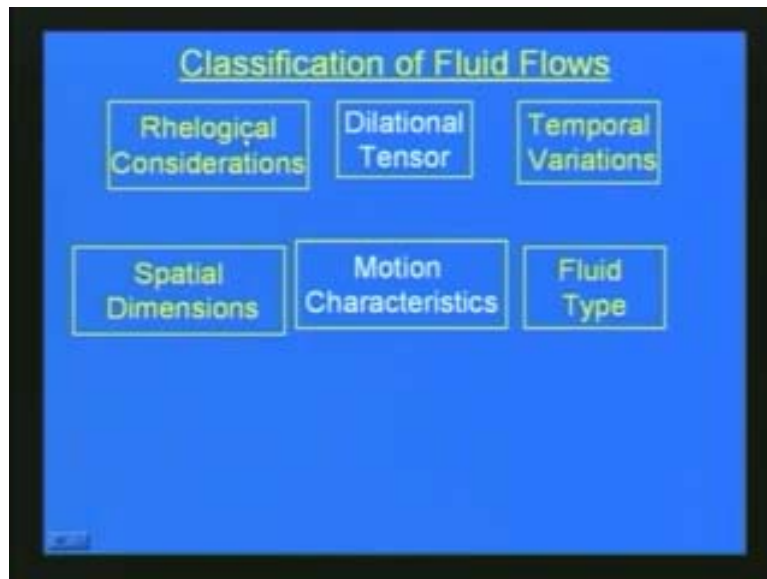 Classification of Fluid Flows
Rhelogical
Considerations
Dilational
Tensor
Temporal
Variations
Spatial
Dimensions
Motion
Characteristics
Fluid
Type